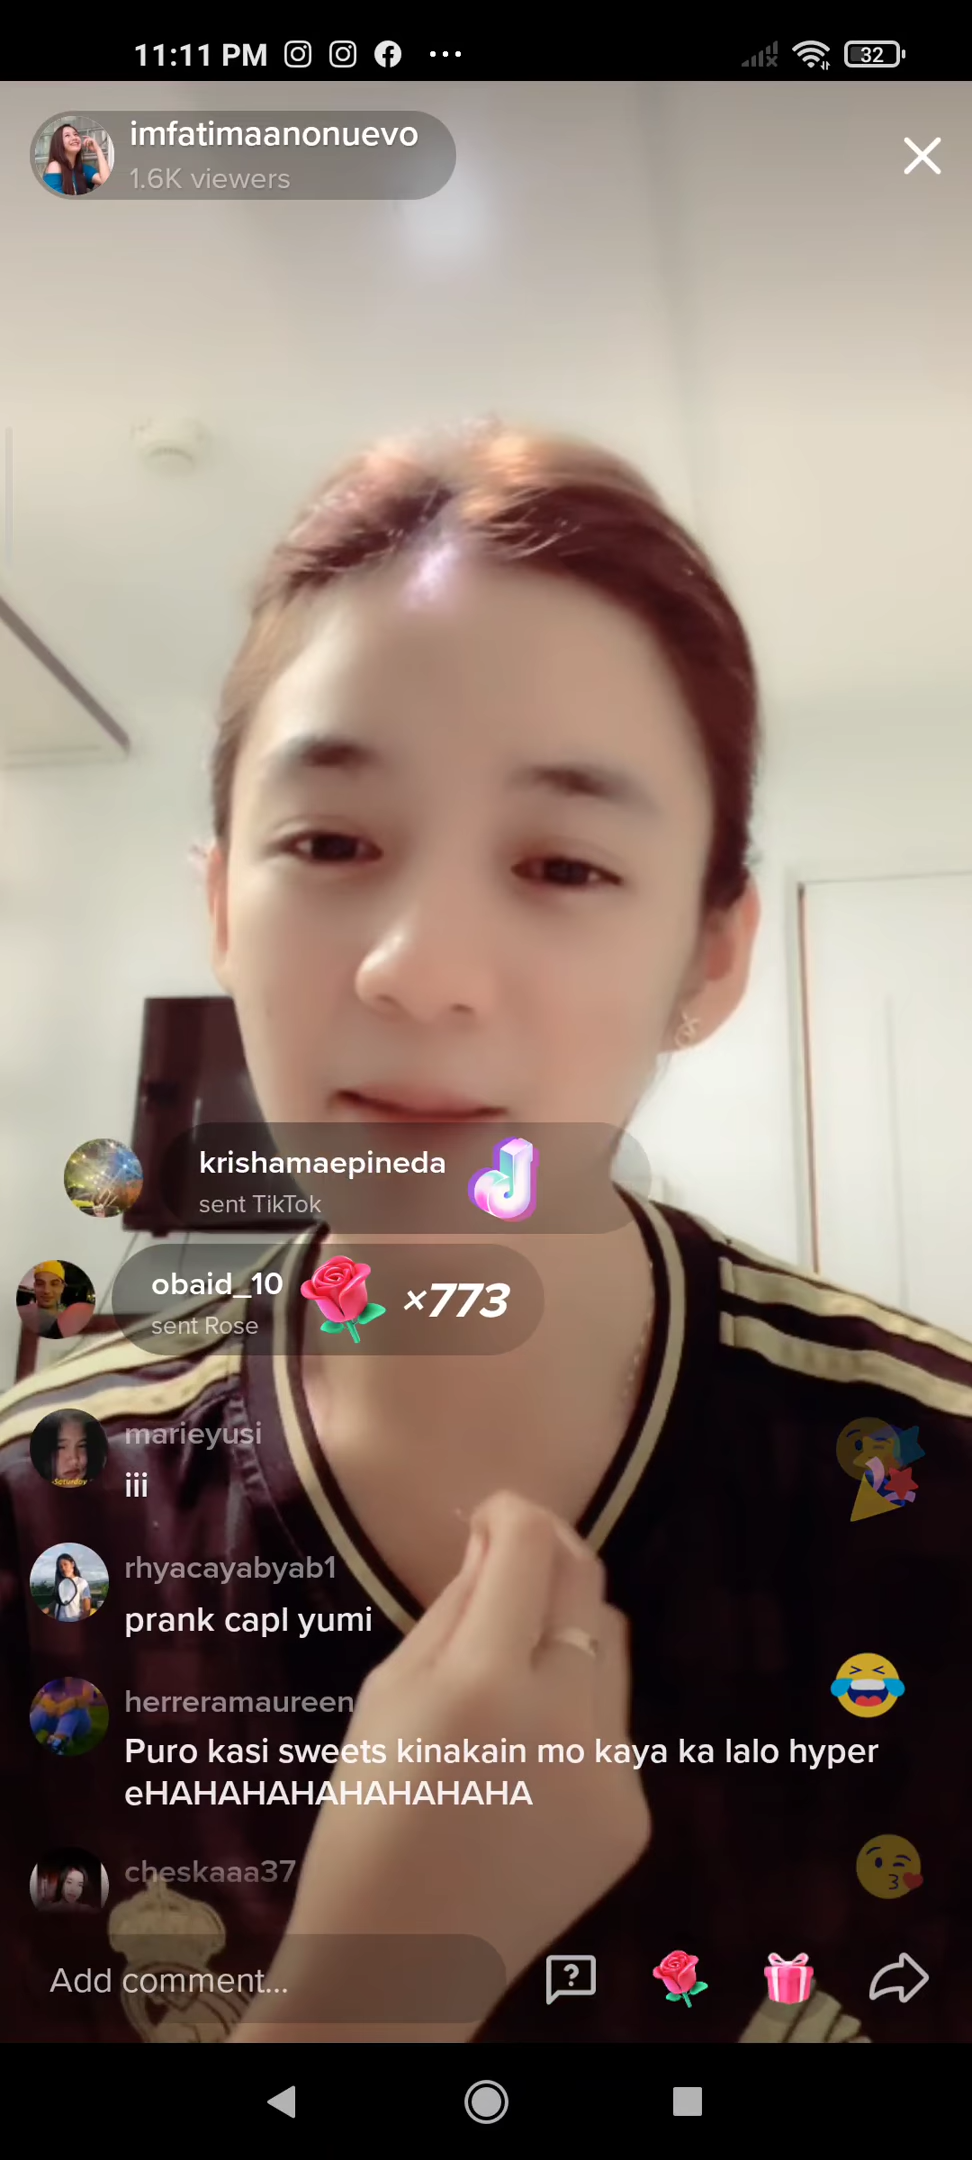 11:11 PM
32
imfatimaanonuevo
1.6K viewers
krishamaepineda
sent TikTok
obaid_10
sent Rose
×773
marieyusi
iii
rhyacayabyab1
prank capl yumi
herreramaureen
Puro kasi sweets kinakain mo kaya ka lalo hyper
eHAHAHAHAHAHAHAHA
cheskaaa37
Add comment...